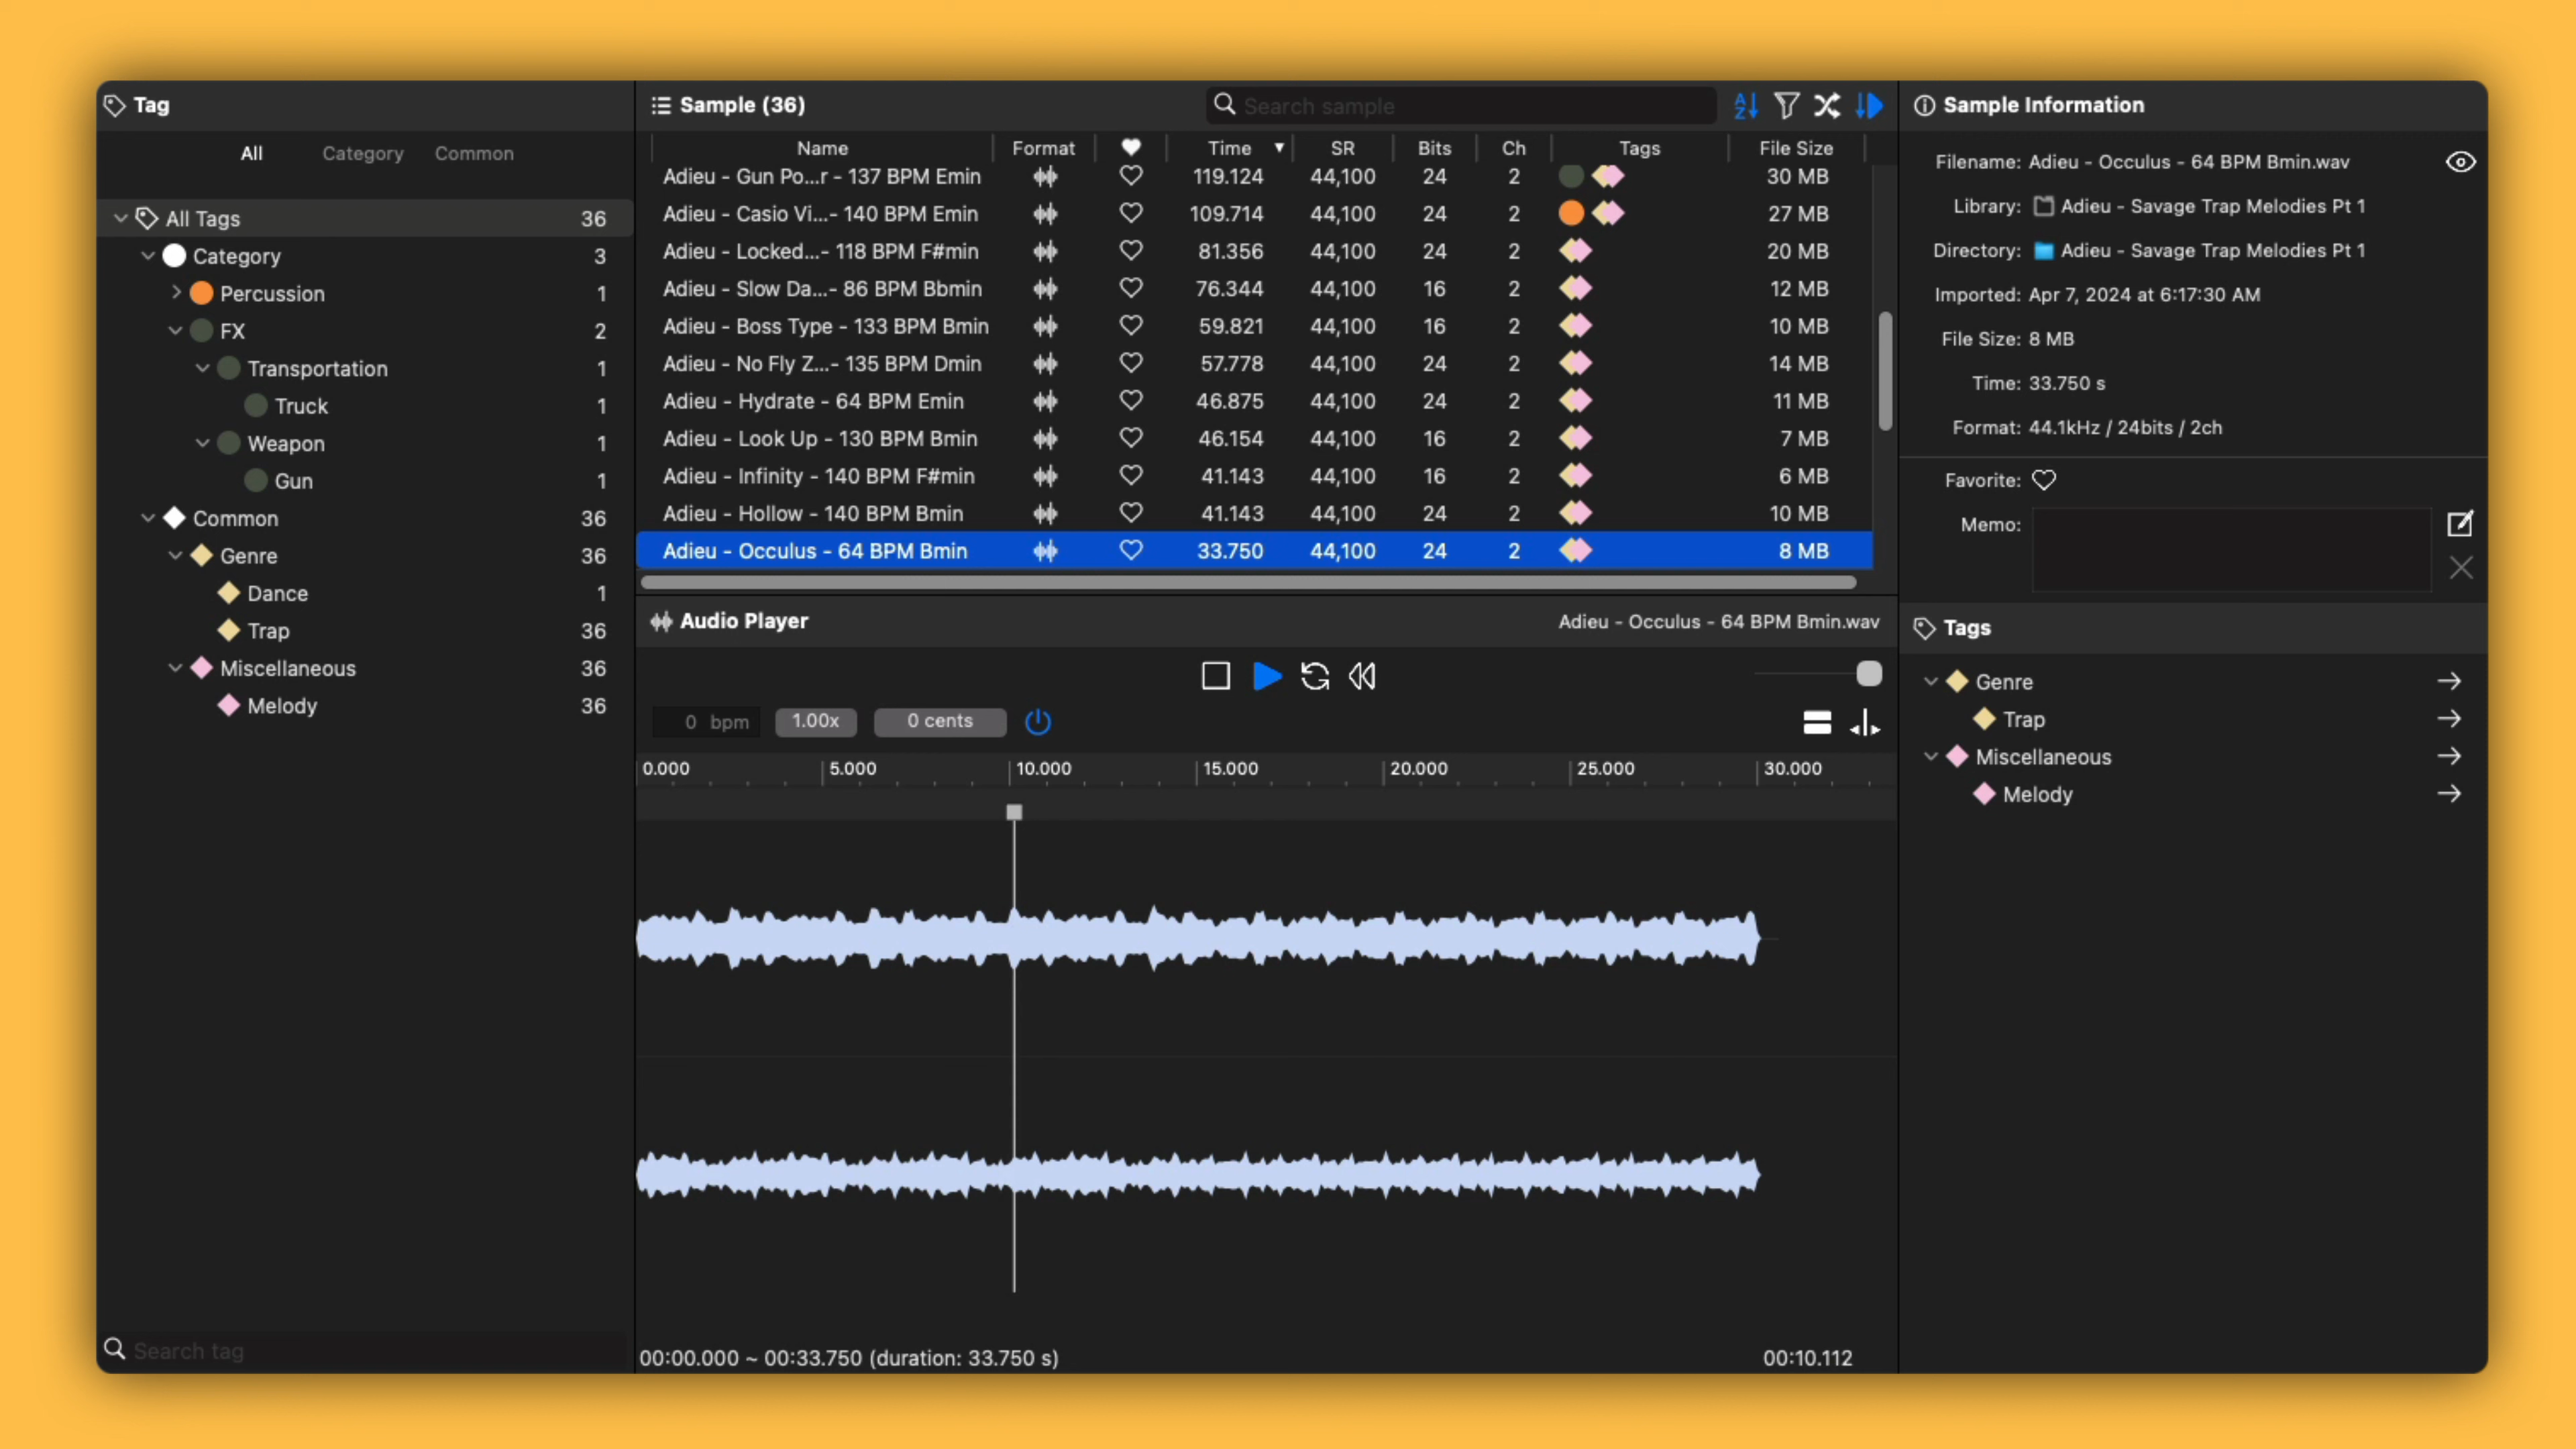 Tag
All Category Common
All Tags 36
Category 3
Percussion 1
FX 2
Transportation 1
Truck 1
Weapon 1
Gun 1
Common 36
Genre 36
Dance 1
Trap 36
Miscellaneous 36
Melody 36
Search tag
Sample (36) Search sample
Name Format Time SR Bits Ch Tags File Size
Adieu - Gun Po...r - 137 BPM Emin 119.124 44,100 24 2 30 MB
Adieu - Casio Vi...- 140 BPM Emin 109.714 44,100 24 2 27 MB
Adieu - Locked...- 118 BPM F#min 81.356 44,100 24 2 20 MB
Adieu - Slow Da...- 86 BPM Bbmin 76.344 44,100 16 2 12 MB
Adieu - Boss Type - 133 BPM Bmin 59.821 44,100 16 2 10 MB
Adieu - No Fly Z...- 135 BPM Dmin 57.778 44,100 24 2 14 MB
Adieu - Hydrate - 64 BPM Emin 46.875 44,100 24 2 11 MB
Adieu - Look Up - 130 BPM Bmin 46.154 44,100 16 2 7 MB
Adieu - Infinity - 140 BPM F#min 41.143 44,100 16 2 6 MB
Adieu - Hollow - 140 BPM Bmin 41.143 44,100 24 2 10 MB
Adieu - Occulus - 64 BPM Bmin 33.750 44,100 24 2 8 MB
Audio Player Adieu - Occulus - 64 BPM Bmin.wav
0 bpm 1.00x 0 cents
0.000 5.000 10.000 15.000 20.000 25.000 30.000
00:00.000 ~ 00:33.750 (duration: 33.750 s) 00:10.112
Sample Information
Filename: Adieu - Occulus - 64 BPM Bmin.wav
Library: Adieu - Savage Trap Melodies Pt 1
Directory: Adieu - Savage Trap Melodies Pt 1
Imported: Apr 7, 2024 at 6:17:30 AM
File Size: 8 MB
Time: 33.750 s
Format: 44.1kHz / 24bits / 2ch
Favorite:
Memo:
Tags
Genre
Trap
Miscellaneous
Melody